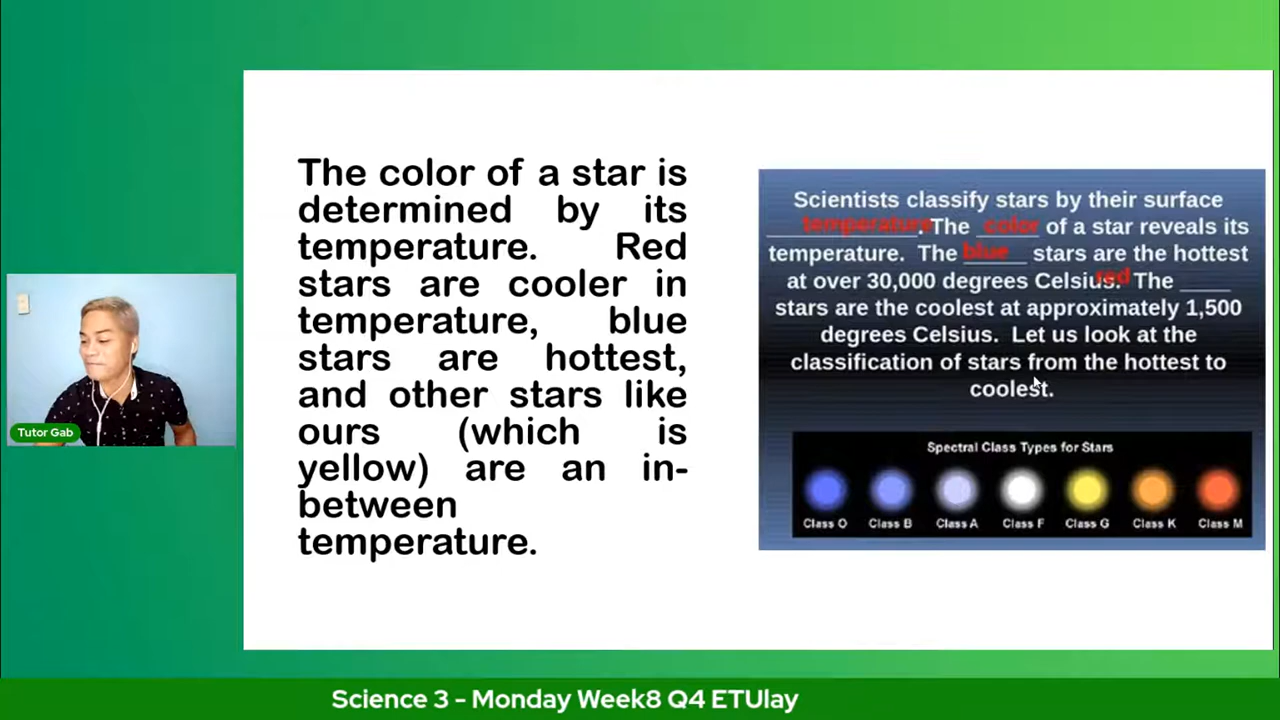 The color of a star is
determined by its
temperature. Red
stars are cooler in
temperature, blue
stars are hottest,
and other stars like
ours (which is
yellow) are an in-
between
temperature.
Scientists classify stars by their surface
temperature. The color of a star reveals its
temperature. The blue stars are the hottest
at over 30,000 degrees Celsius. The red
stars are the coolest at approximately 1,500
degrees Celsius. Let us look at the
classification of stars from the hottest to
coolest.
Spectral Class Types for Stars
Class O Class B Class A Class F Class G Class K Class M
Tutor Gab
Science 3 - Monday Week8 Q4 ETUlay